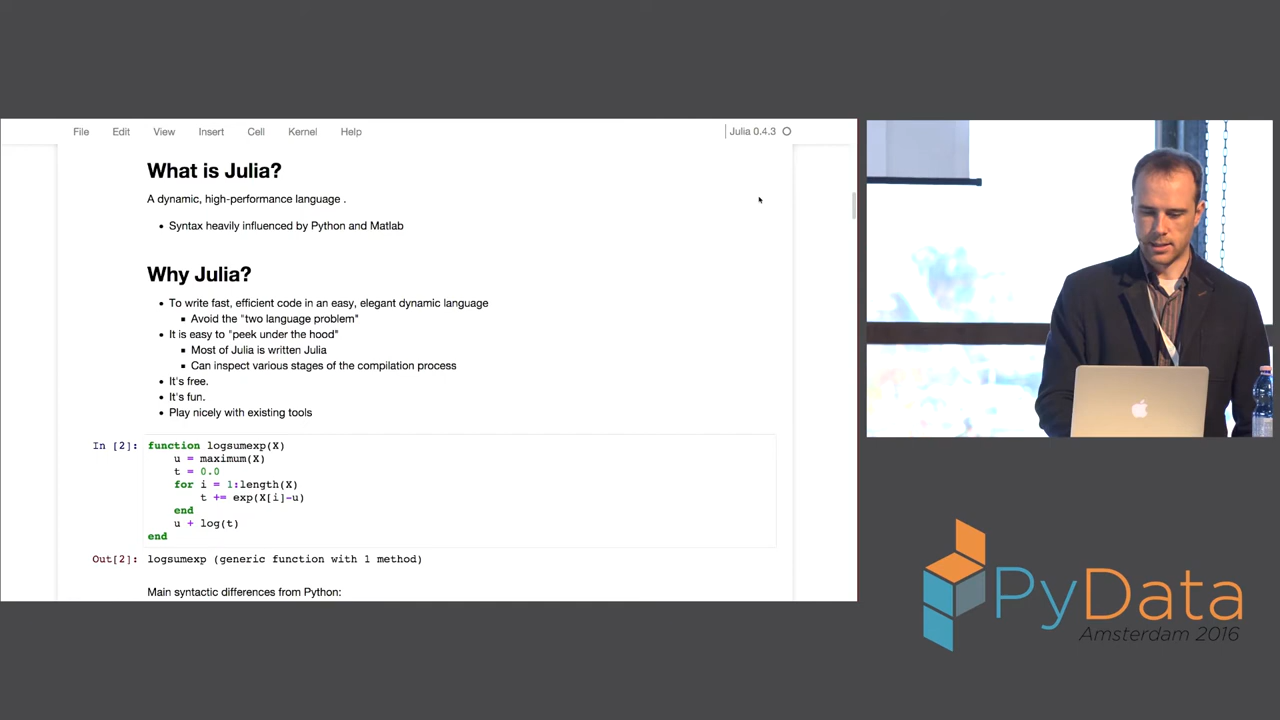 File Edit View Insert Cell Kernel Help Julia 0.4.3
What is Julia?
A dynamic, high-performance language .
Syntax heavily influenced by Python and Matlab
Why Julia?
To write fast, efficient code in an easy, elegant dynamic language
Avoid the "two language problem"
It is easy to "peek under the hood"
Most of Julia is written Julia
Can inspect various stages of the compilation process
It's free.
It's fun.
Play nicely with existing tools
In [2]: function logsumexp(X)
u = maximum(X)
t = 0.0
for i = 1:length(X)
t += exp(X[i]-u)
end
u + log(t)
end
Out[2]: logsumexp (generic function with 1 method)
Main syntactic differences from Python:
PyData
Amsterdam 2016